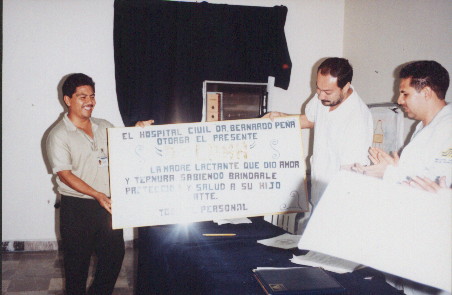 EL HOSPITAL CIVIL DR. BERNARDO PEÑA
OTORGA EL PRESENTE
LA MADRE LACTANTE QUE DIO AMOR
Y TERNURA SABIENDO BRINDARLE
PROTECCION Y SALUD A SU HIJO
ATTE.
PERSONAL